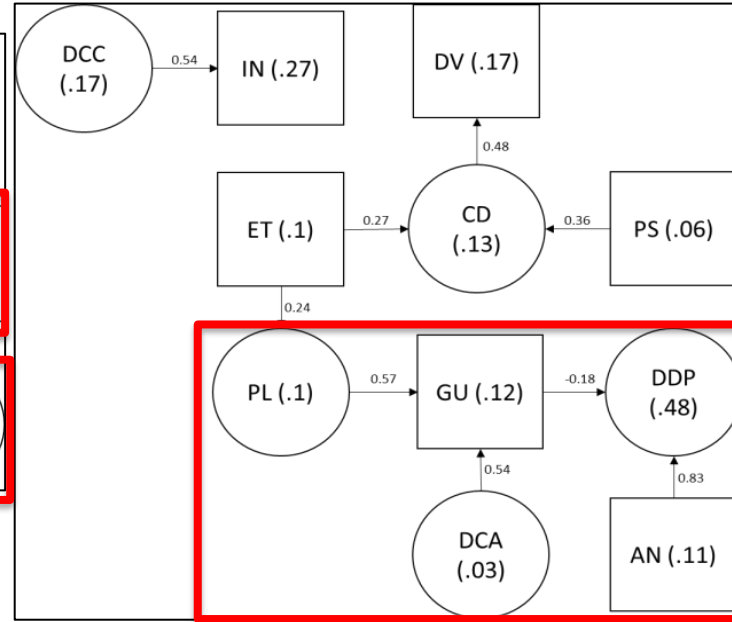 DCC
(.17)
0.54
IN (.27)
DV (.17)
0.48
ET (.1)
0.27
CD
(.13)
0.36
PS (.06)
0.24
PL (.1)
0.57
GU (.12)
-0.18
DDP
(.48)
0.54
0.83
DCA
(.03)
AN (.11)